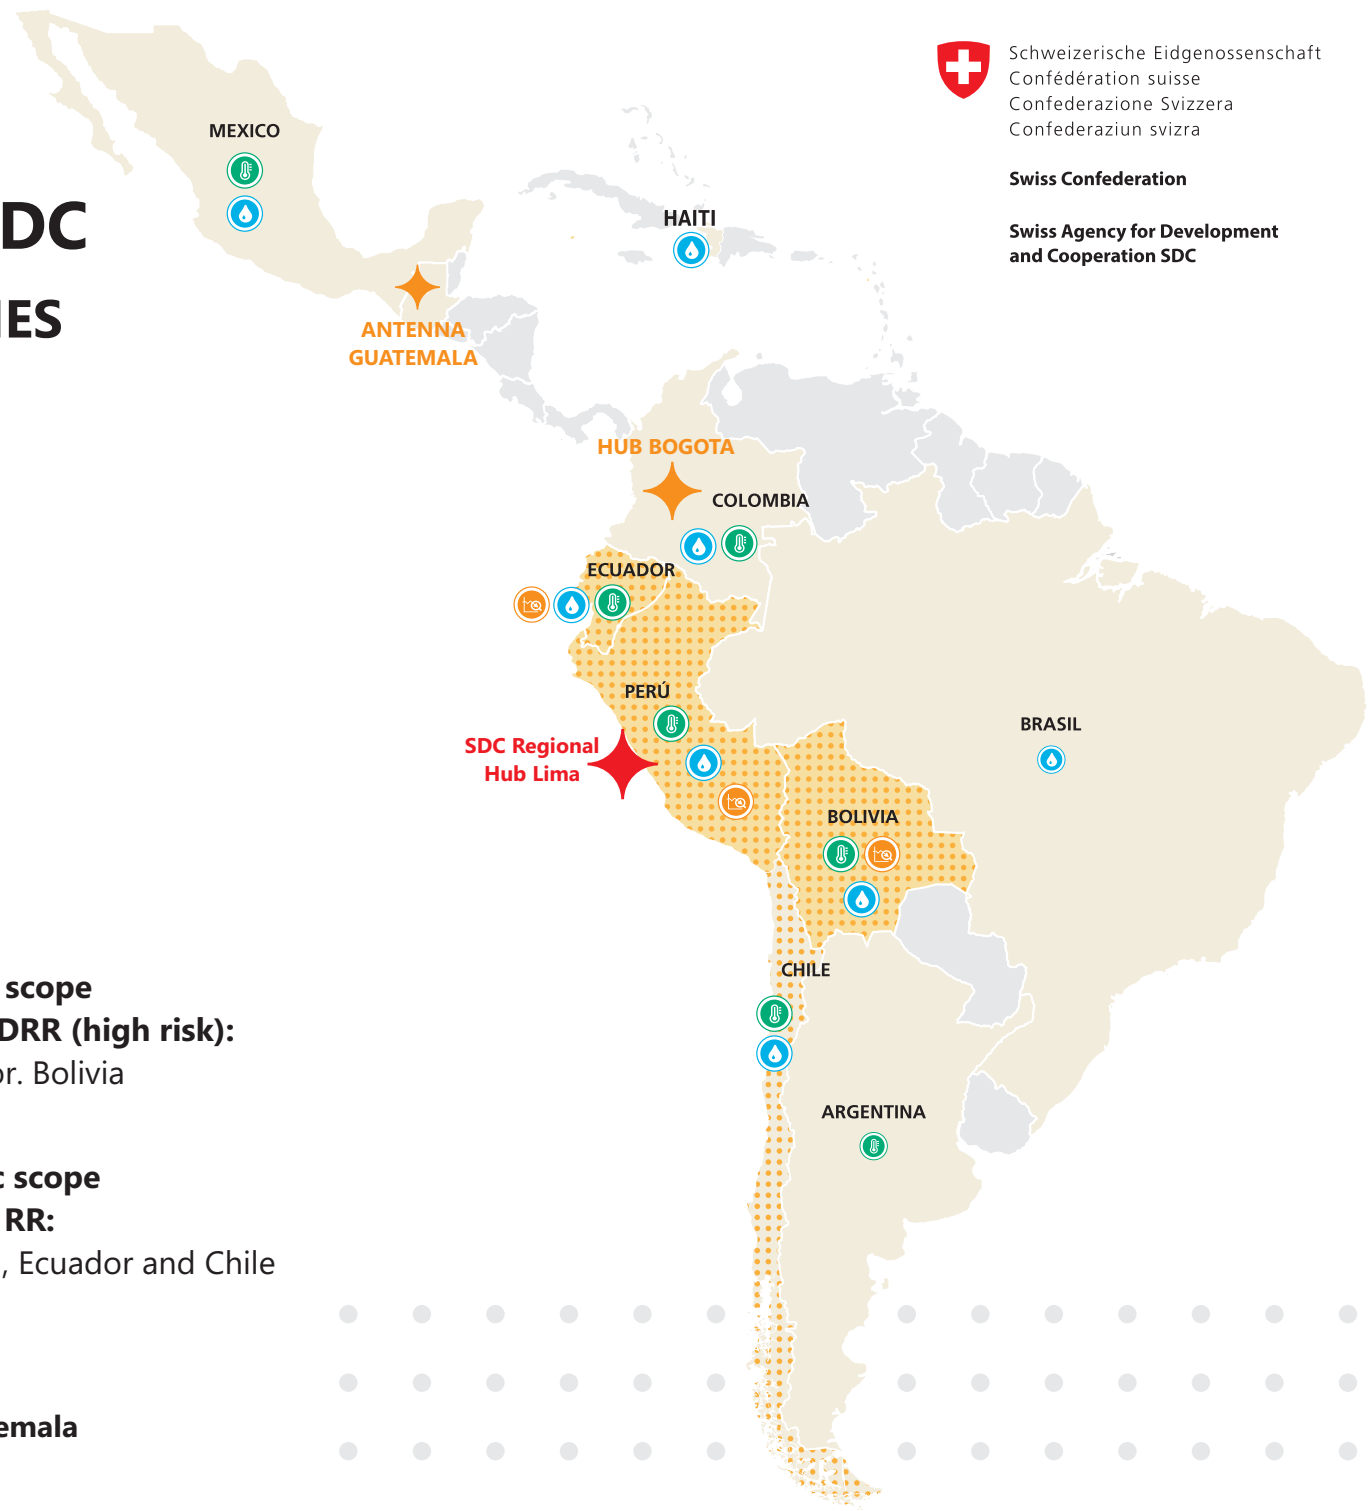 Schweizerische Eidgenossenschaft
Confédération suisse
Confederazione Svizzera
Confederaziun svizra
Swiss Confederation
Swiss Agency for Development
and Cooperation SDC
DC
IES
MEXICO
HAITI
ANTENNA
GUATEMALA
HUB BOGOTA
COLOMBIA
ECUADOR
PERÚ
SDC Regional
Hub Lima
BRASIL
BOLIVIA
CHILE
ARGENTINA
scope
DRR (high risk):
or. Bolivia
c scope
RR:
, Ecuador and Chile
emala